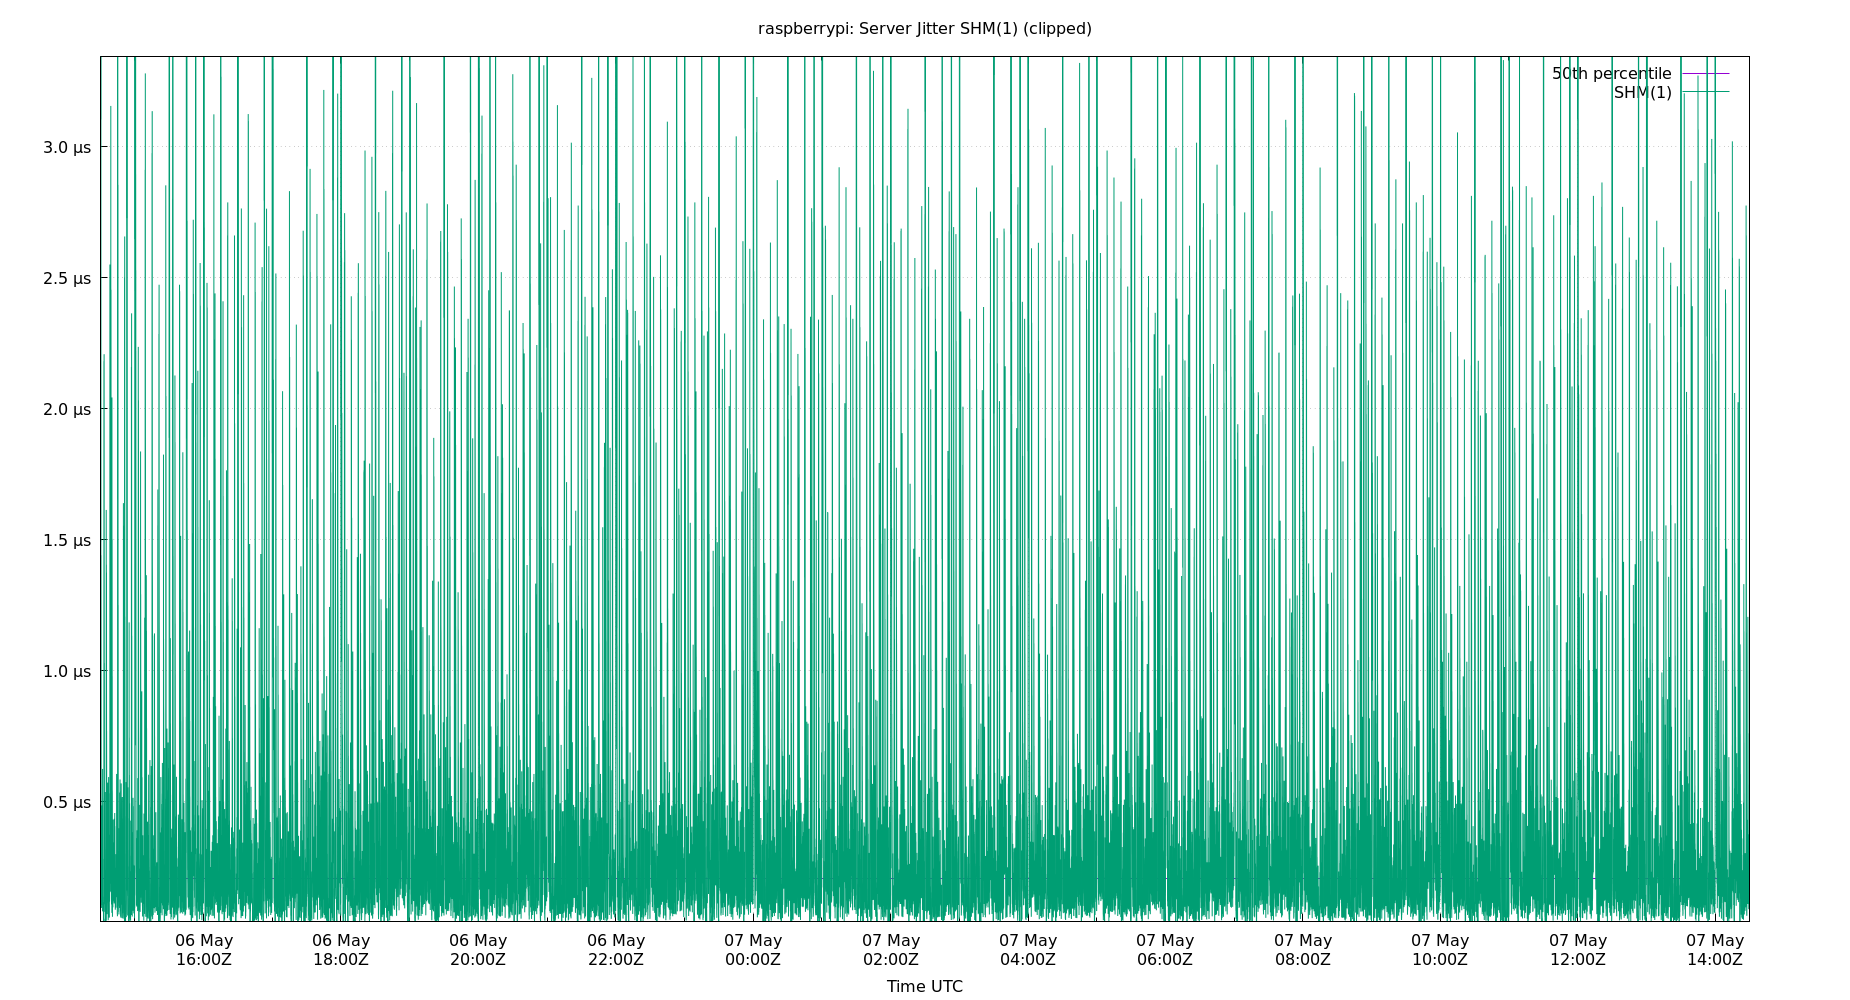 raspberrypi: Server Jitter SHM(1) (clipped)
50th percentile
SHM(1)
3.0 µs
2.5 µs
2.0 µs
1.5 µs
1.0 µs
0.5 µs
06 May 06 May 06 May 06 May 07 May 07 May 07 May 07 May 07 May 07 May 07 May 07 May
16:00Z 18:00Z 20:00Z 22:00Z 00:00Z 02:00Z 04:00Z 06:00Z 08:00Z 10:00Z 12:00Z 14:00Z
Time UTC